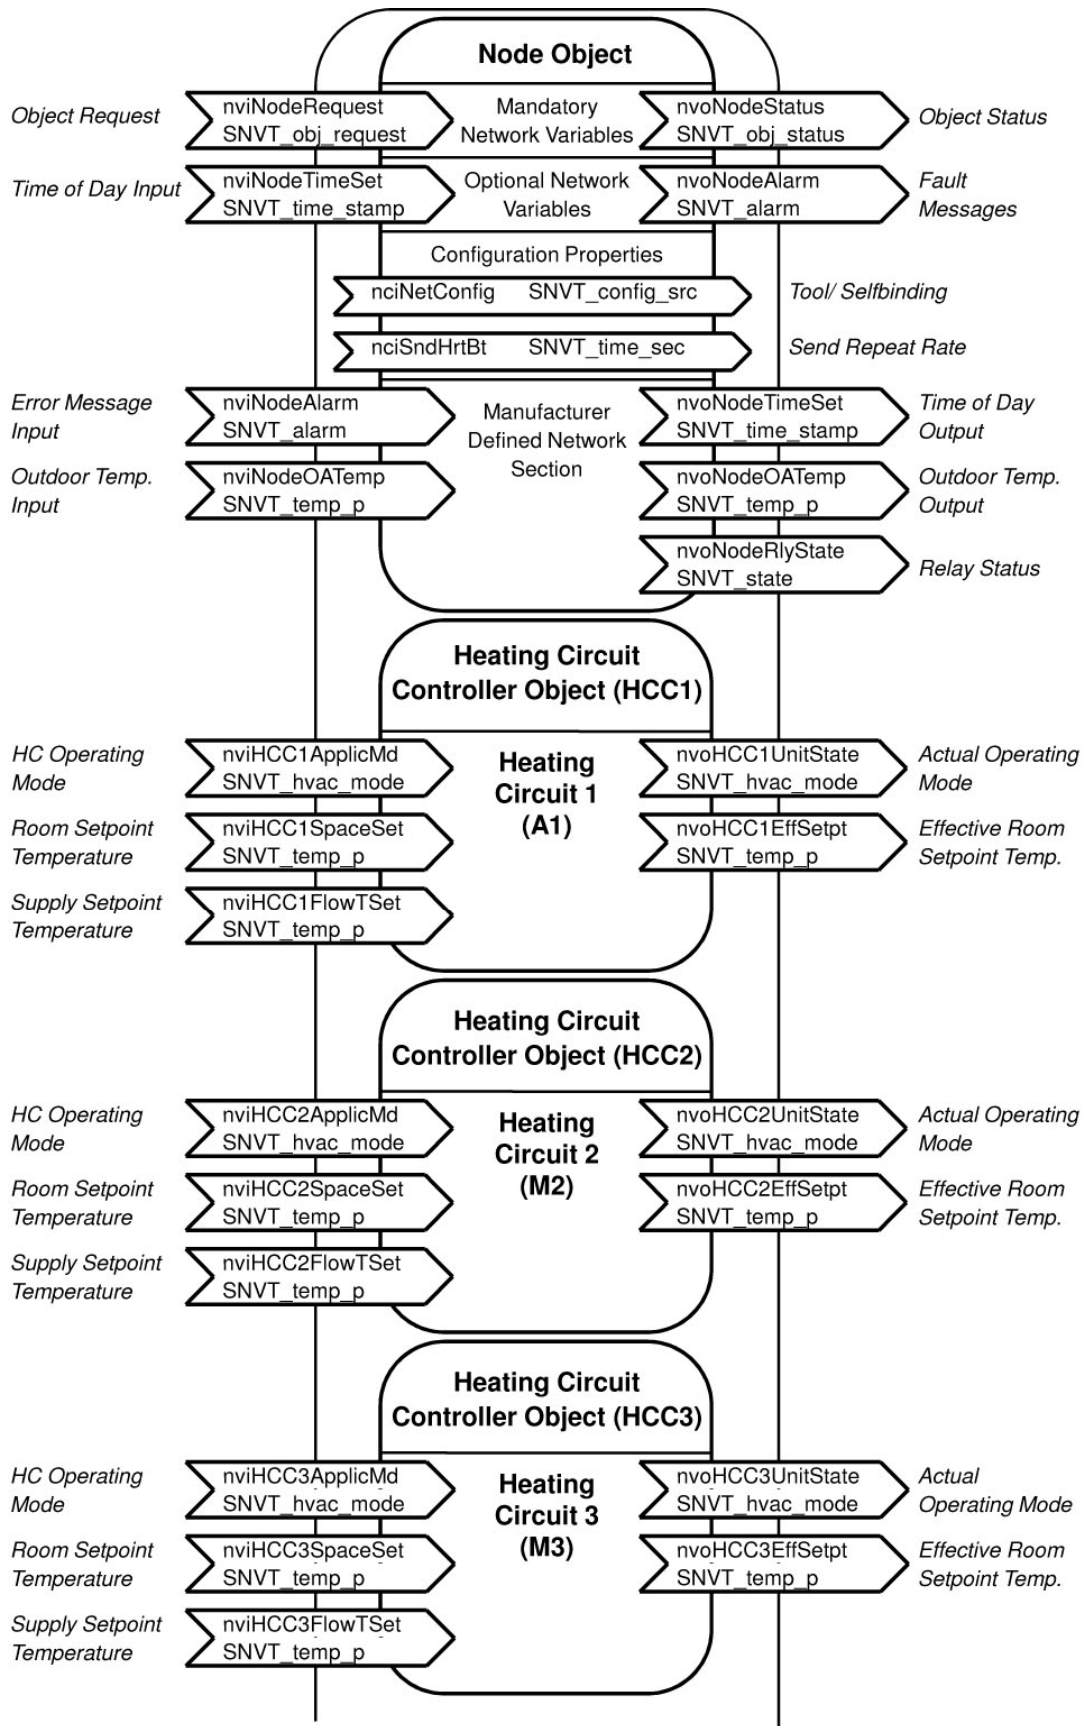 Node Object
Object Request
nviNodeRequest
SNVT_obj_request
Mandatory
Network Variables
nvoNodeStatus
SNVT_obj_status
Object Status
Time of Day Input
nviNodeTimeSet
SNVT_time_stamp
Optional Network
Variables
nvoNodeAlarm
SNVT_alarm
Fault
Messages
Configuration Properties
nciNetConfig SNVT_config_src
Tool/ Selfbinding
nciSndHrtBt SNVT_time_sec
Send Repeat Rate
Error Message
Input
nviNodeAlarm
SNVT_alarm
Manufacturer
Defined Network
Section
nvoNodeTimeSet
SNVT_time_stamp
Time of Day
Output
Outdoor Temp.
Input
nviNodeOATemp
SNVT_temp_p
nvoNodeOATemp
SNVT_temp_p
Outdoor Temp.
Output
nvoNodeRlyState
SNVT_state
Relay Status
Heating Circuit
Controller Object (HCC1)
HC Operating
Mode
nviHCC1ApplicMd
SNVT_hvac_mode
Heating
Circuit 1
(A1)
nvoHCC1UnitState
SNVT_hvac_mode
Actual Operating
Mode
Room Setpoint
Temperature
nviHCC1SpaceSet
SNVT_temp_p
nvoHCC1EffSetpt
SNVT_temp_p
Effective Room
Setpoint Temp.
Supply Setpoint
Temperature
nviHCC1FlowTSet
SNVT_temp_p
Heating Circuit
Controller Object (HCC2)
HC Operating
Mode
nviHCC2ApplicMd
SNVT_hvac_mode
Heating
Circuit 2
(M2)
nvoHCC2UnitState
SNVT_hvac_mode
Actual Operating
Mode
Room Setpoint
Temperature
nviHCC2SpaceSet
SNVT_temp_p
nvoHCC2EffSetpt
SNVT_temp_p
Effective Room
Setpoint Temp.
Supply Setpoint
Temperature
nviHCC2FlowTSet
SNVT_temp_p
Heating Circuit
Controller Object (HCC3)
HC Operating
Mode
nviHCC3ApplicMd
SNVT_hvac_mode
Heating
Circuit 3
(M3)
nvoHCC3UnitState
SNVT_hvac_mode
Actual
Operating Mode
Room Setpoint
Temperature
nviHCC3SpaceSet
SNVT_temp_p
nvoHCC3EffSetpt
SNVT_temp_p
Effective Room
Setpoint Temp.
Supply Setpoint
Temperature
nviHCC3FlowTSet
SNVT_temp_p